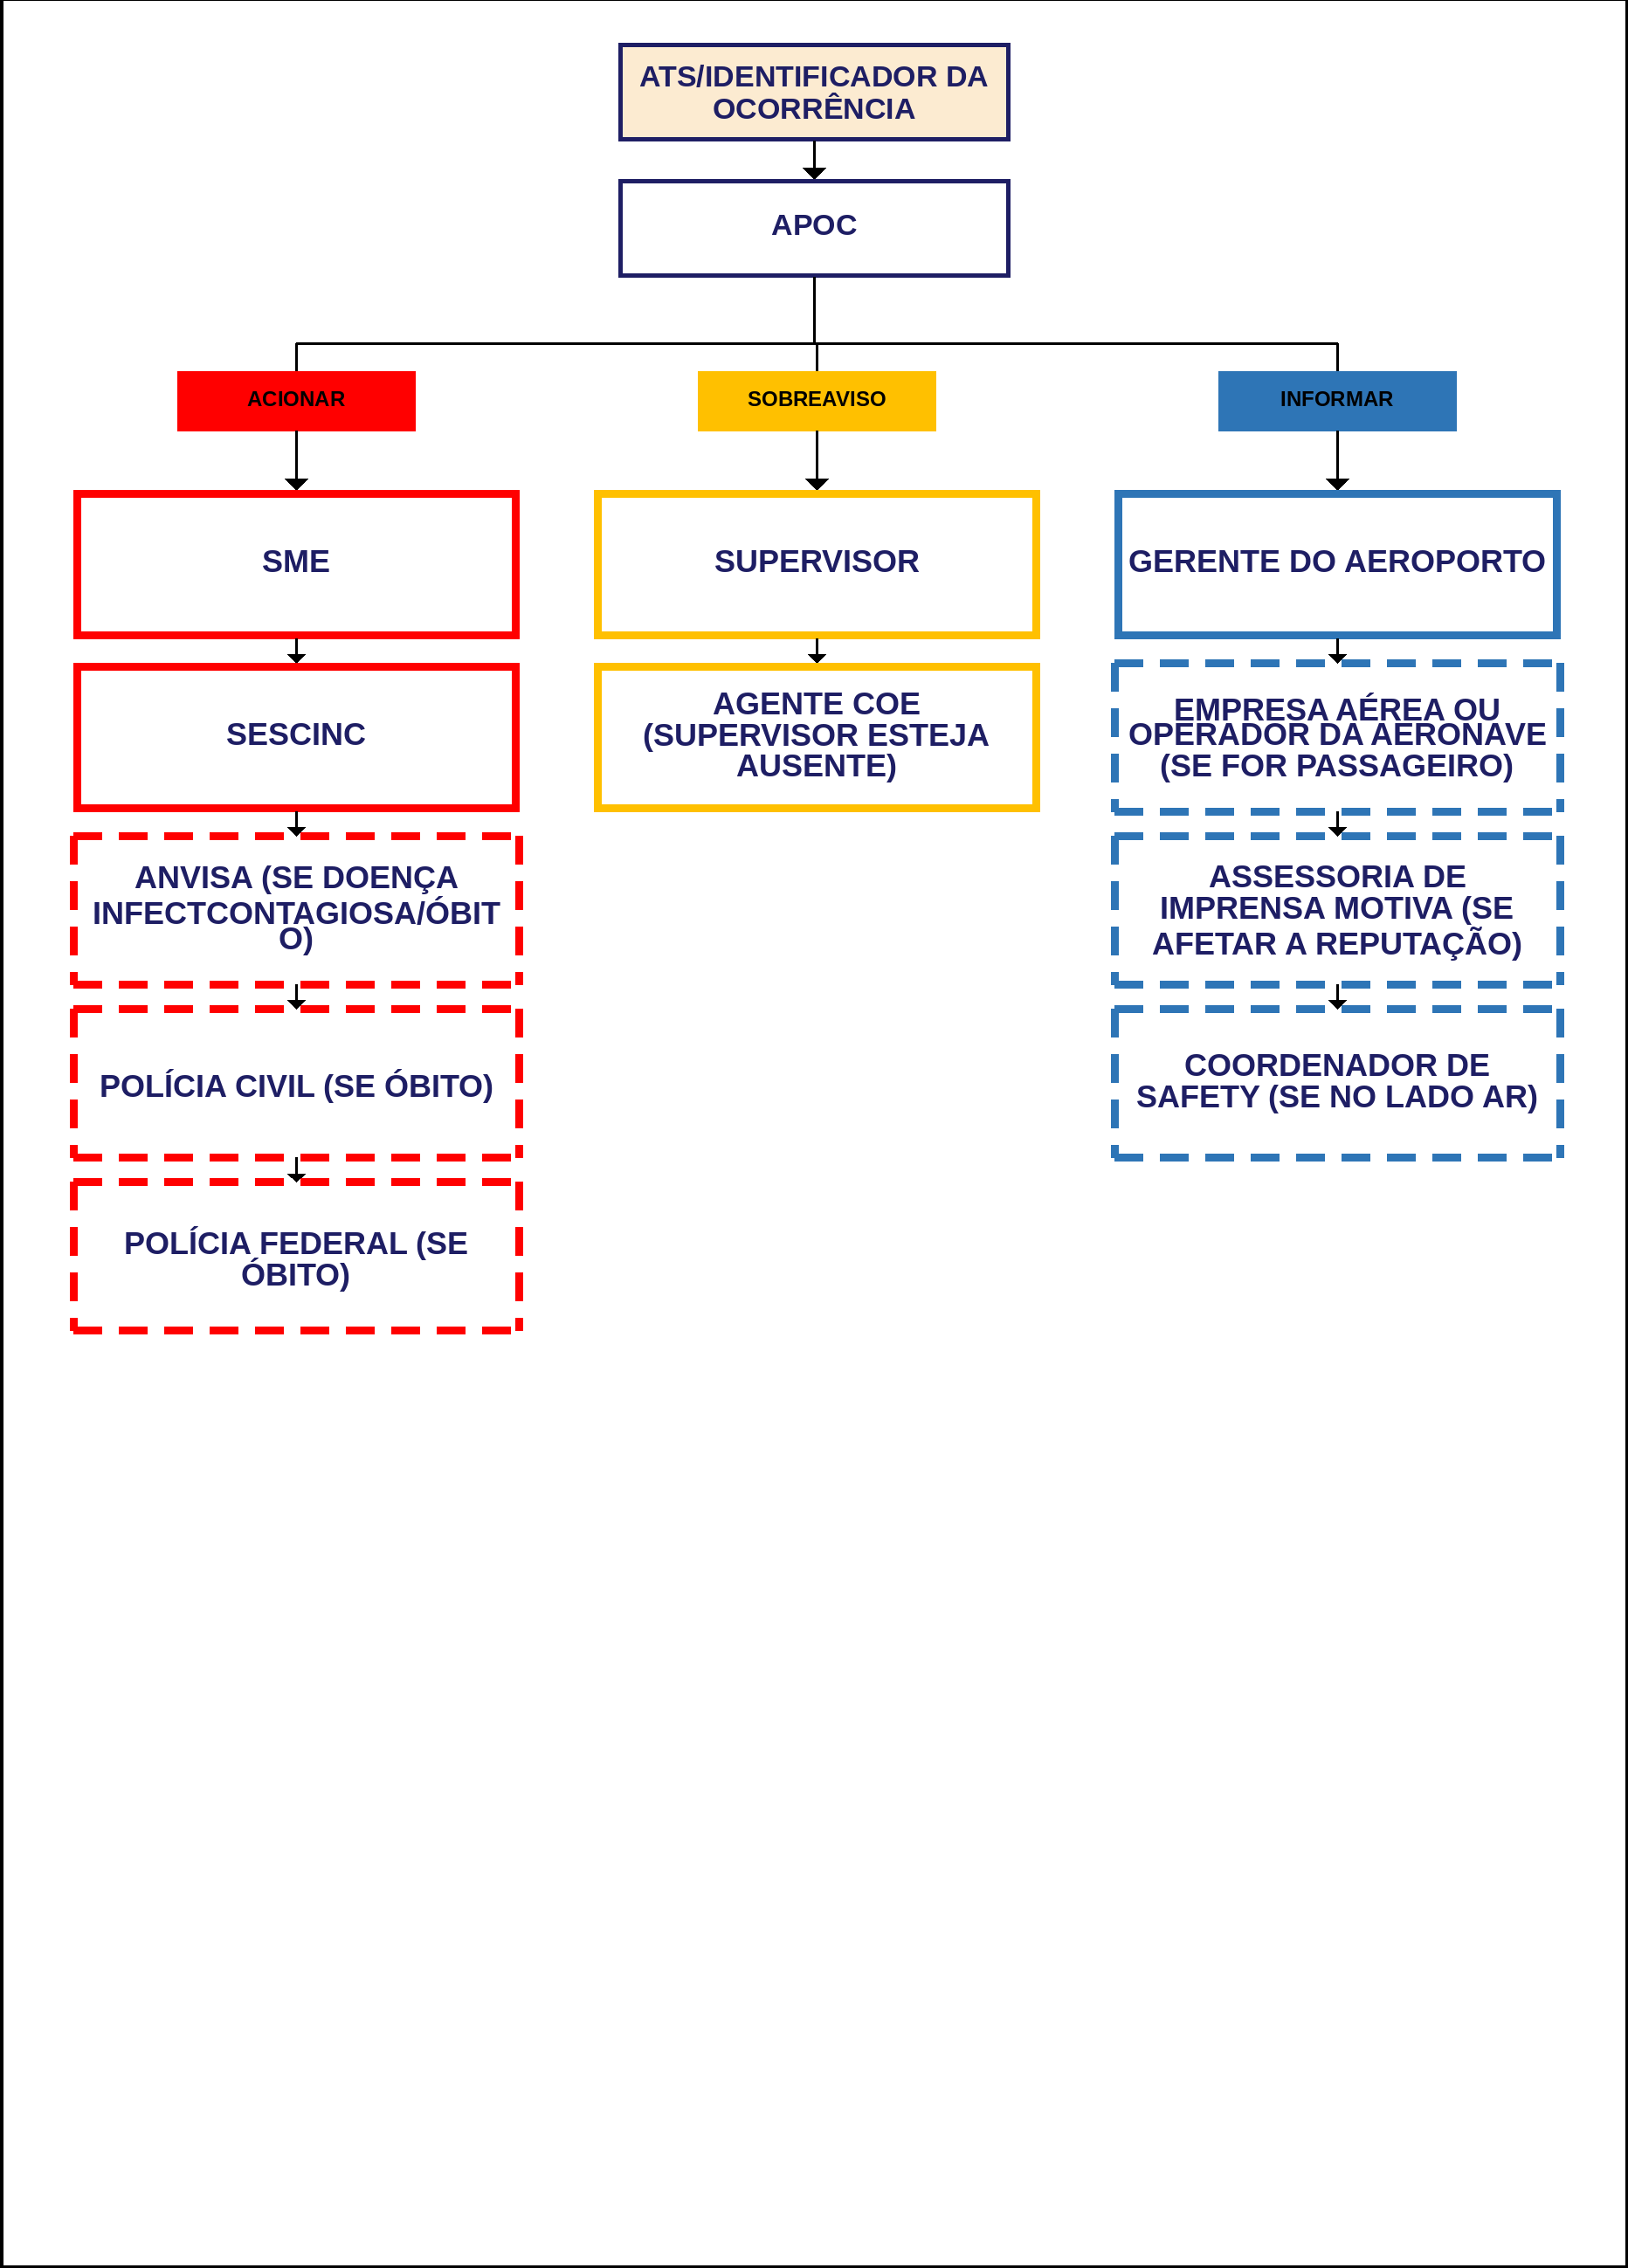 ATS/IDENTIFICADOR DA
OCORRÊNCIA
APOC
ACIONAR
SOBREAVISO
INFORMAR
SME
SUPERVISOR
GERENTE DO AEROPORTO
SESCINC
AGENTE COE
(SUPERVISOR ESTEJA
AUSENTE)
EMPRESA AÉREA OU
OPERADOR DA AERONAVE
(SE FOR PASSAGEIRO)
ANVISA (SE DOENÇA
INFECTCONTAGIOSA/ÓBIT
O)
ASSESSORIA DE
IMPRENSA MOTIVA (SE
AFETAR A REPUTAÇÃO)
POLÍCIA CIVIL (SE ÓBITO)
COORDENADOR DE
SAFETY (SE NO LADO AR)
POLÍCIA FEDERAL (SE
ÓBITO)